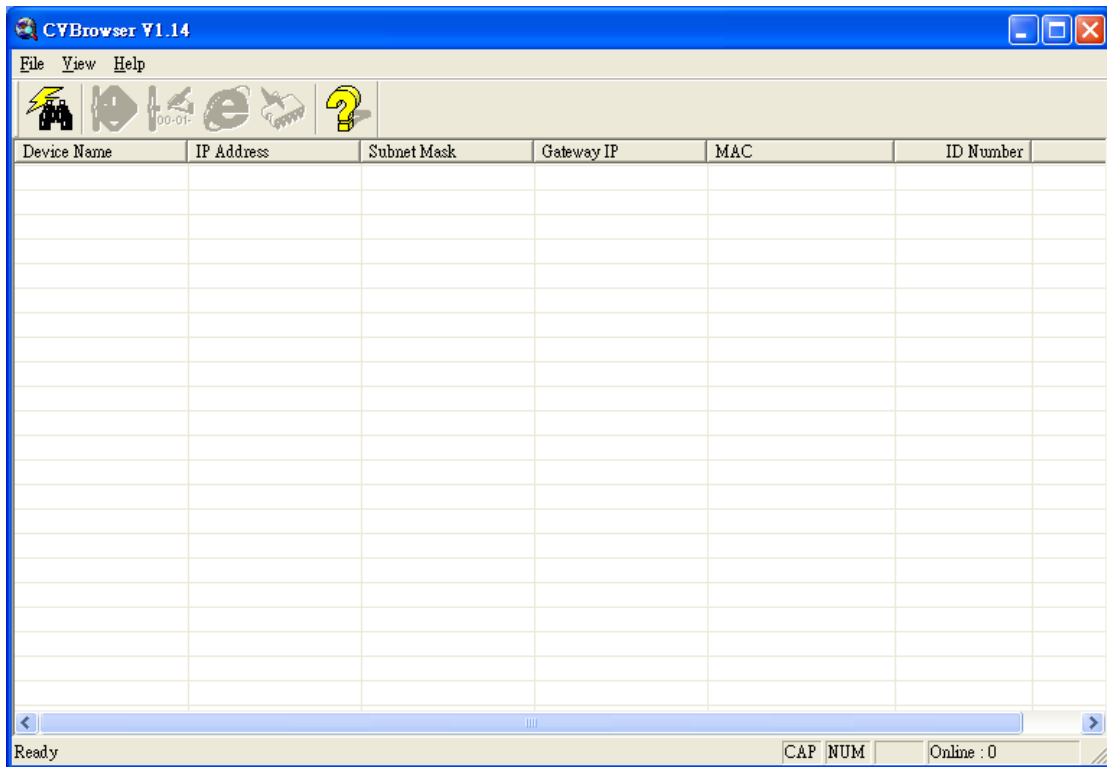 CVBrowser V1.14
File View Help
00-01-
Device Name IP Address Subnet Mask Gateway IP MAC ID Number
Ready CAP NUM Online : 0